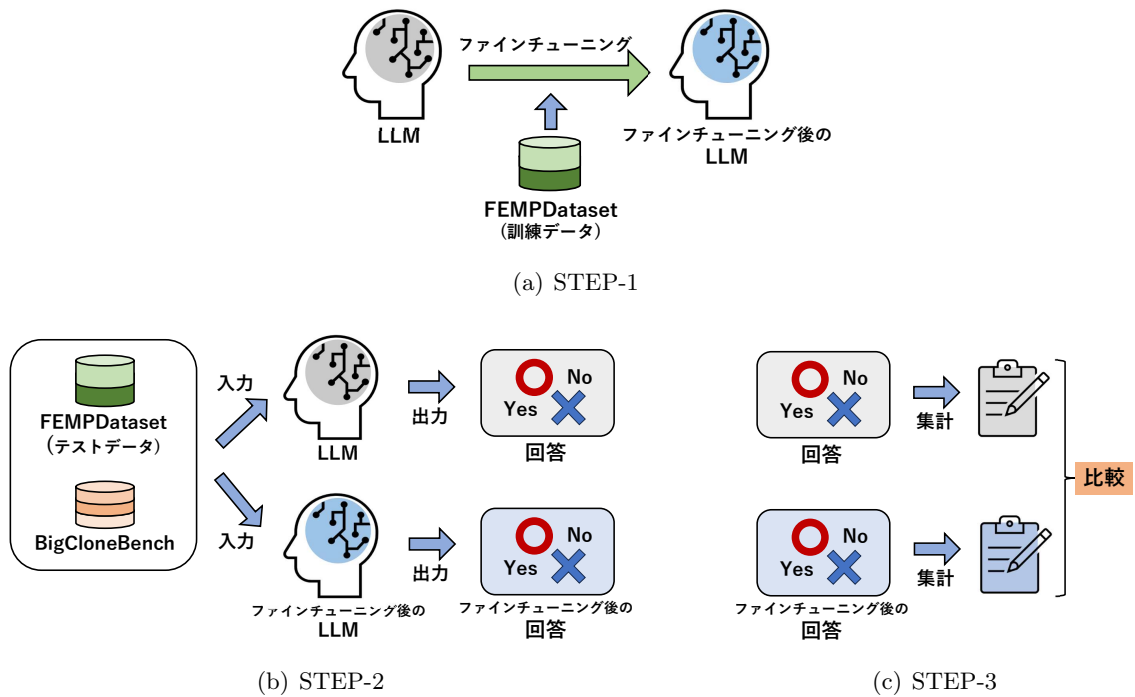 ファインチューニング
LLM
ファインチューニング後の
LLM
FEMPDataset
(訓練データ)
(a) STEP-1
FEMPDataset
(テストデータ)
BigCloneBench
入力
入力
LLM
出力
No
Yes
回答
ファインチューニング後の
LLM
出力
No
Yes
ファインチューニング後の
回答
(b) STEP-2
No
Yes
回答
集計
No
Yes
ファインチューニング後の
回答
集計
比較
(c) STEP-3